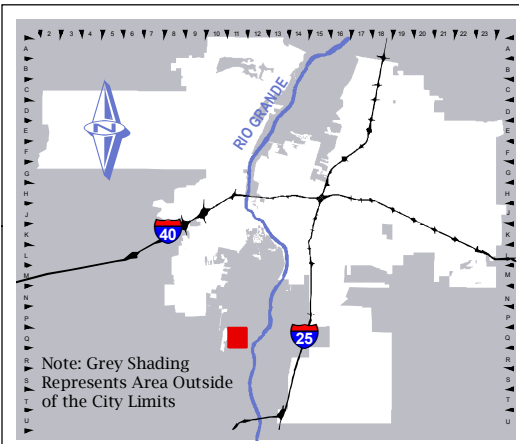 2 3 4 5 6 7 8 9 10 11 12 13 14 15 16 17 18 19 20 21 22 23
A A
B B
C C
D D
E E
F F
G G
H H
J J
K K
L L
M M
N N
P P
Q Q
R R
S S
T T
U U
N
RIO GRANDE
40
25
Note: Grey Shading
Represents Area Outside
of the City Limits